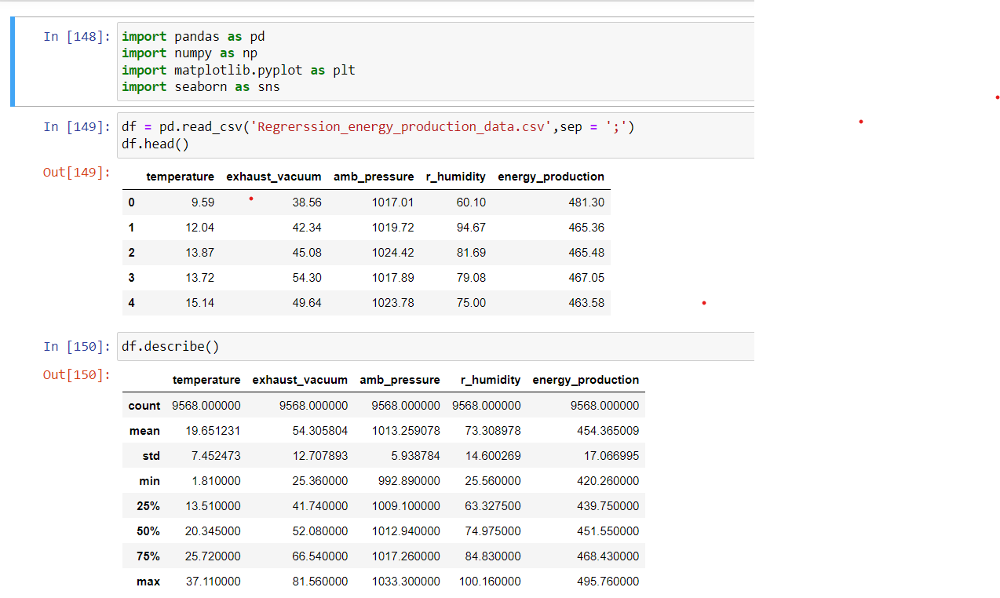 In [148]: import pandas as pd
import numpy as np
import matplotlib.pyplot as plt
import seaborn as sns
In [149]: df = pd.read_csv('Regrerssion_energy_production_data.csv',sep = ';')
df.head()
Out[149]:
temperature exhaust_vacuum amb_pressure r_humidity energy_production
0 9.59 38.56 1017.01 60.10 481.30
1 12.04 42.34 1019.72 94.67 465.36
2 13.87 45.08 1024.42 81.69 465.48
3 13.72 54.30 1017.89 79.08 467.05
4 15.14 49.64 1023.78 75.00 463.58
In [150]: df.describe()
Out[150]:
temperature exhaust_vacuum amb_pressure r_humidity energy_production
count 9568.000000 9568.000000 9568.000000 9568.000000 9568.000000
mean 19.651231 54.305804 1013.259078 73.308978 454.365009
std 7.452473 12.707893 5.938784 14.600269 17.066995
min 1.810000 25.360000 992.890000 25.560000 420.260000
25% 13.510000 41.740000 1009.100000 63.327500 439.750000
50% 20.345000 52.080000 1012.940000 74.975000 451.550000
75% 25.720000 66.540000 1017.260000 84.830000 468.430000
max 37.110000 81.560000 1033.300000 100.160000 495.760000